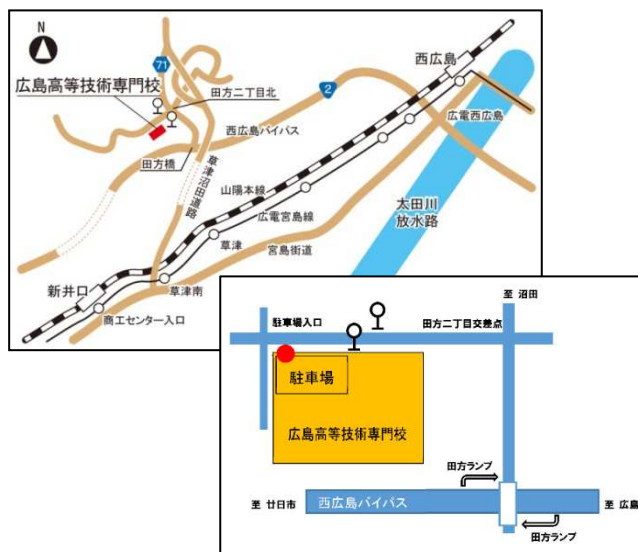 N
71
西広島
広島高等技術専門校
田方二丁目北
2
西広島バイパス
広電西広島
田方橋
草津沼田道路
山陽本線
広電宮島線
太田川
放水路
草津
宮島街道
新井口
草津南
商工センター入口
至 沼田
駐車場入口
田方二丁目交差点
駐車場
広島高等技術専門校
田方ランプ
至 廿日市
西広島バイパス
至 広島
田方ランプ